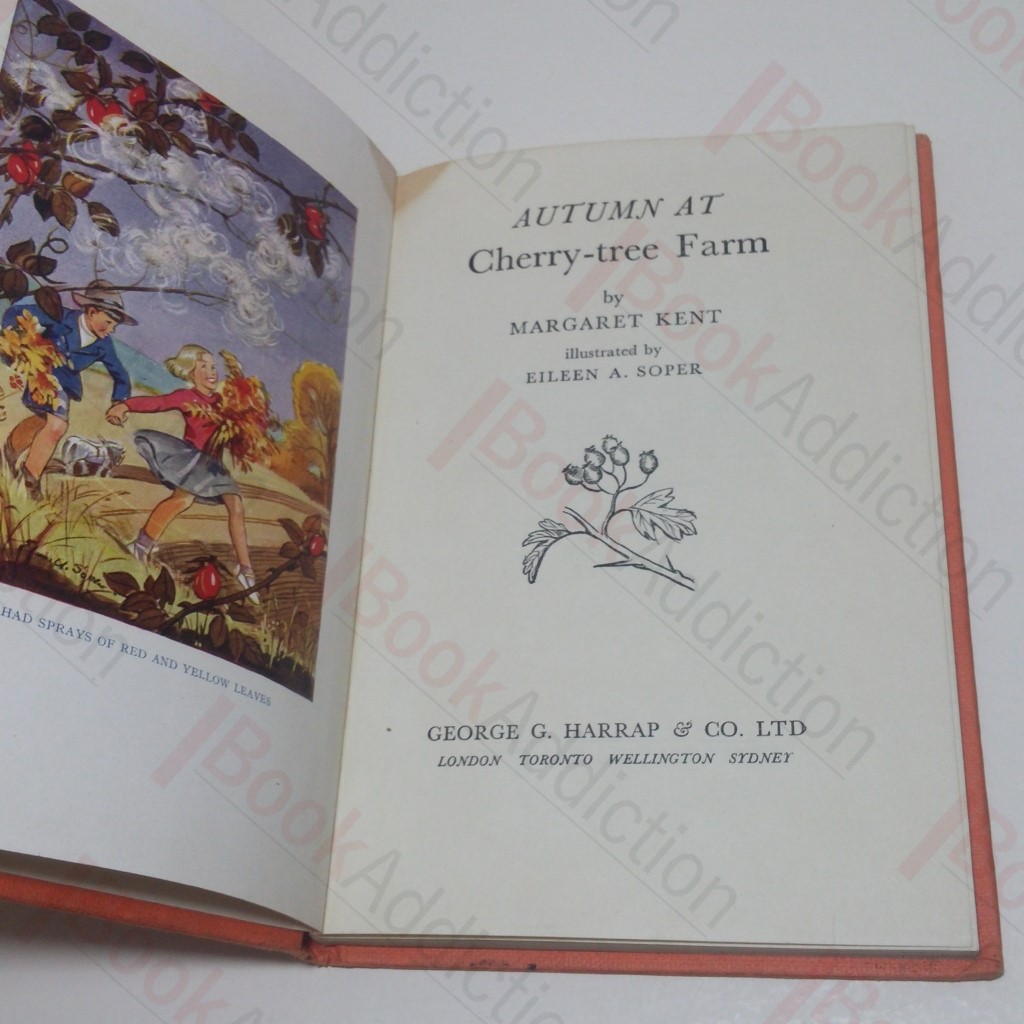 HAD SPRAYS OF RED AND YELLOW LEAVES
AUTUMN AT
Cherry-tree Farm
by
MARGARET KENT
illustrated by
EILEEN A. SOPER
GEORGE G. HARRAP & CO. LTD
LONDON TORONTO WELLINGTON SYDNEY
BookAddiction